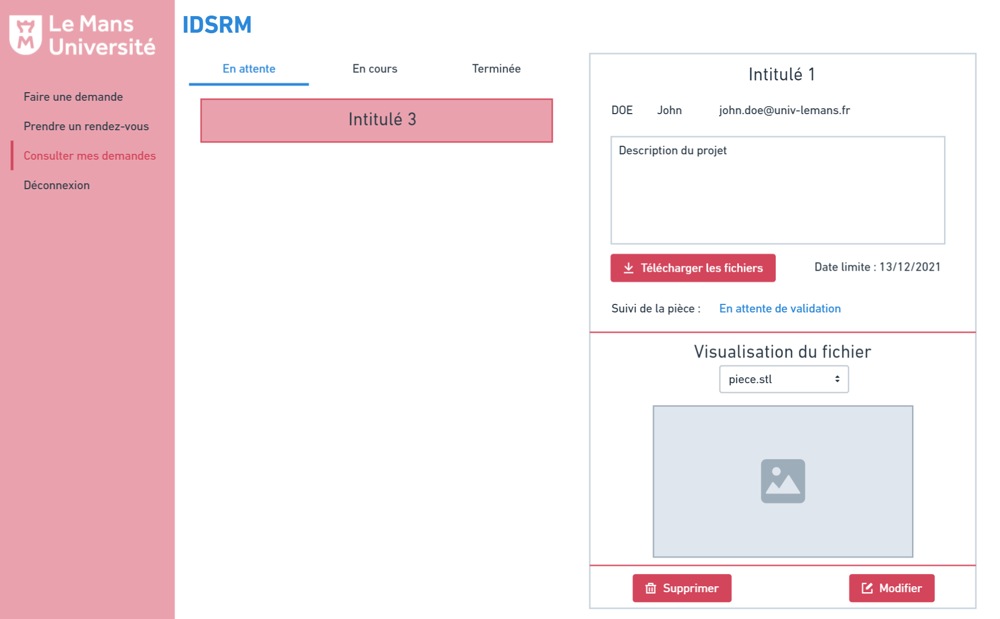 Le Mans
Université
Faire une demande
Prendre un rendez-vous
Consulter mes demandes
Déconnexion
IDSRM
En attente
En cours
Terminée
Intitulé 3
Intitulé 1
DOE John john.doe@univ-lemans.fr
Description du projet
Télécharger les fichiers
Date limite : 13/12/2021
Suivi de la pièce : En attente de validation
Visualisation du fichier
piece.stl
Supprimer
Modifier